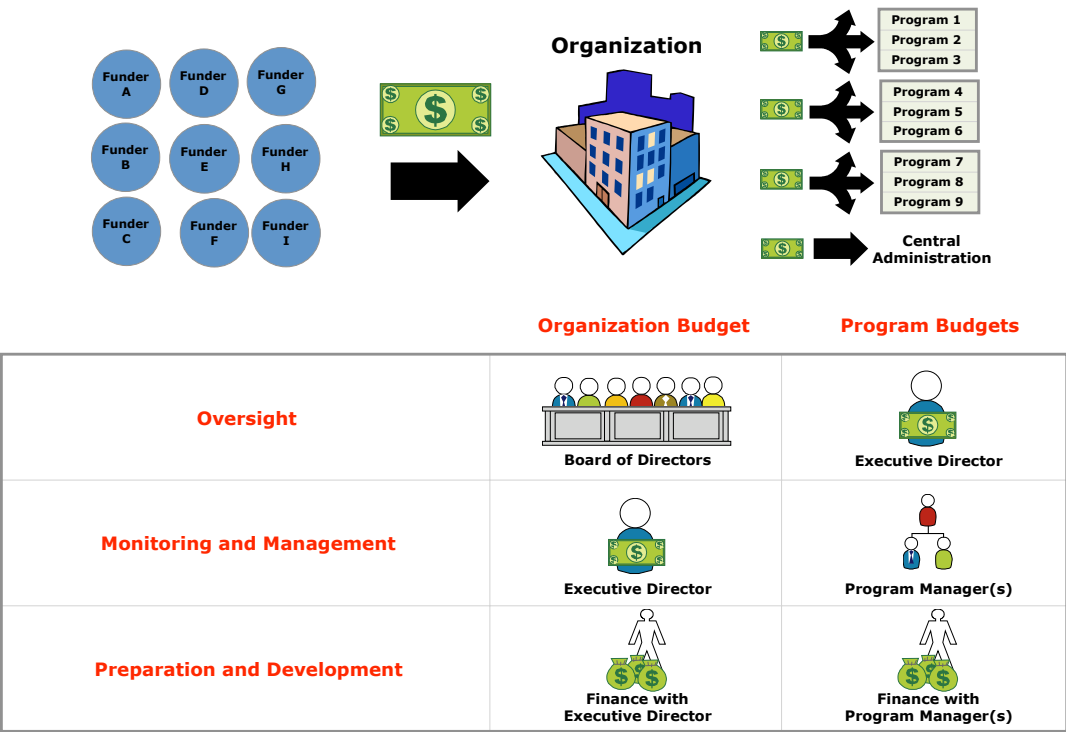 Funder
A
Funder
D
Funder
G
Funder
B
Funder
E
Funder
H
Funder
C
Funder
F
Funder
I
$
$
$
$
$
Organization
$
Program 1
Program 2
Program 3
$
Program 4
Program 5
Program 6
$
Program 7
Program 8
Program 9
$
Central
Administration
Organization Budget
Program Budgets
Oversight
Board of Directors
$
Executive Director
Monitoring and Management
$
Executive Director
Program Manager(s)
Preparation and Development
$ $ $
Finance with
Executive Director
$ $ $
Finance with
Program Manager(s)